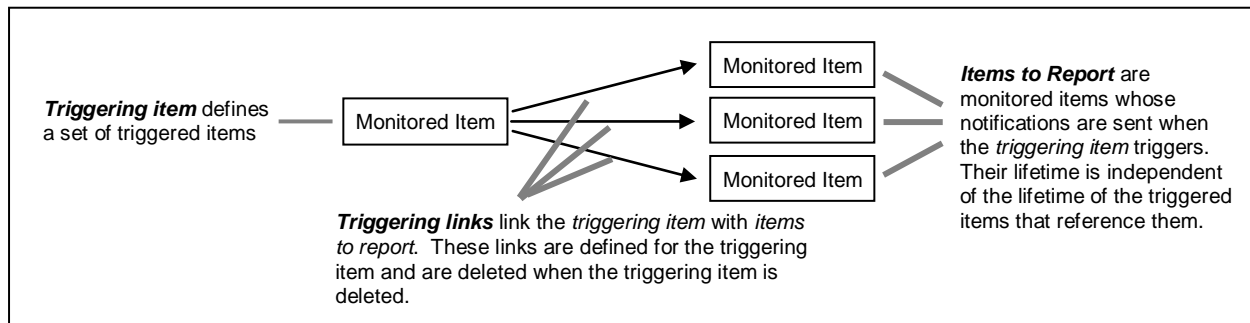 Triggering item defines
a set of triggered items
Monitored Item
Monitored Item
Monitored Item
Monitored Item
Triggering links link the triggering item with items
to report. These links are defined for the triggering
item and are deleted when the triggering item is
deleted.
Items to Report are
monitored items whose
notifications are sent when
the triggering item triggers.
Their lifetime is independent
of the lifetime of the triggered
items that reference them.